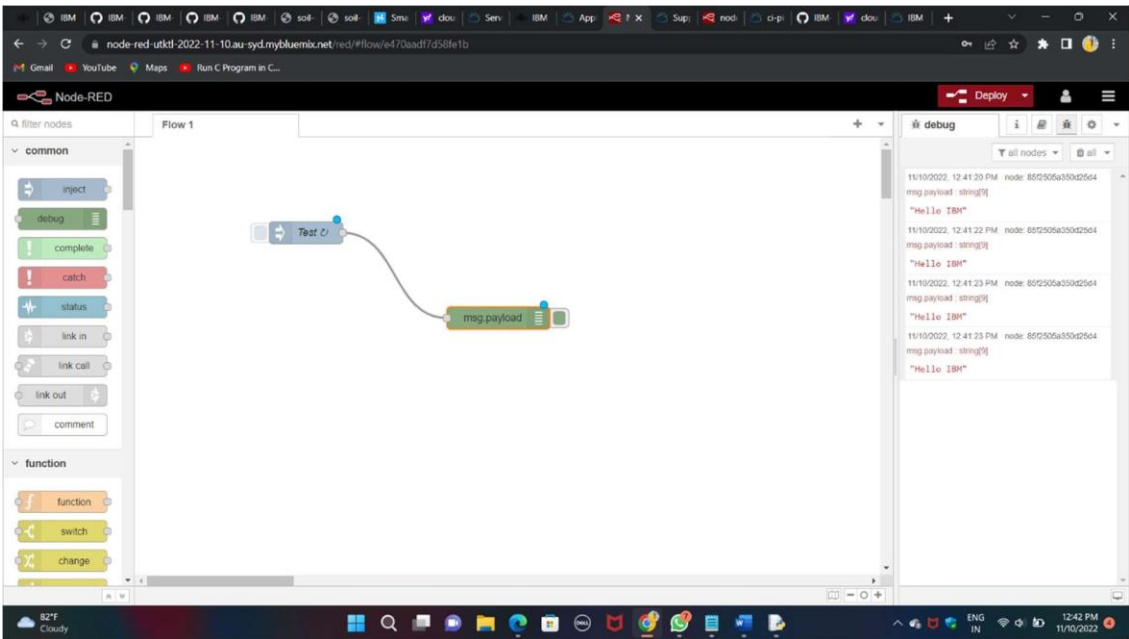 IBM
IBM-
IBM-
IBM-
IBM-
soil-
soil-
Sma
clou
Serv
IBM
App
Sup
node
ci-pi
IBM-
clou
IBM
node-red-utktl-2022-11-10.au-syd.mybluemix.net/red/#flow/e470aadf7d58fe1b
Gmail
YouTube
Maps
Run C Program in C...
Node-RED
Deploy
filter nodes
Flow 1
debug
common
all nodes
all
inject
debug
complete
catch
status
link in
link call
link out
comment
function
function
switch
change
Test ↻
msg.payload
11/10/2022, 12:41:20 PM node: 85f2505a350d25d4
msg.payload : string[9]
"Hello IBM"
11/10/2022, 12:41:22 PM node: 85f2505a350d25d4
msg.payload : string[9]
"Hello IBM"
11/10/2022, 12:41:23 PM node: 85f2505a350d25d4
msg.payload : string[9]
"Hello IBM"
11/10/2022, 12:41:23 PM node: 85f2505a350d25d4
msg.payload : string[9]
"Hello IBM"
82°F
Cloudy
ENG
IN
12:42 PM
11/10/2022
4